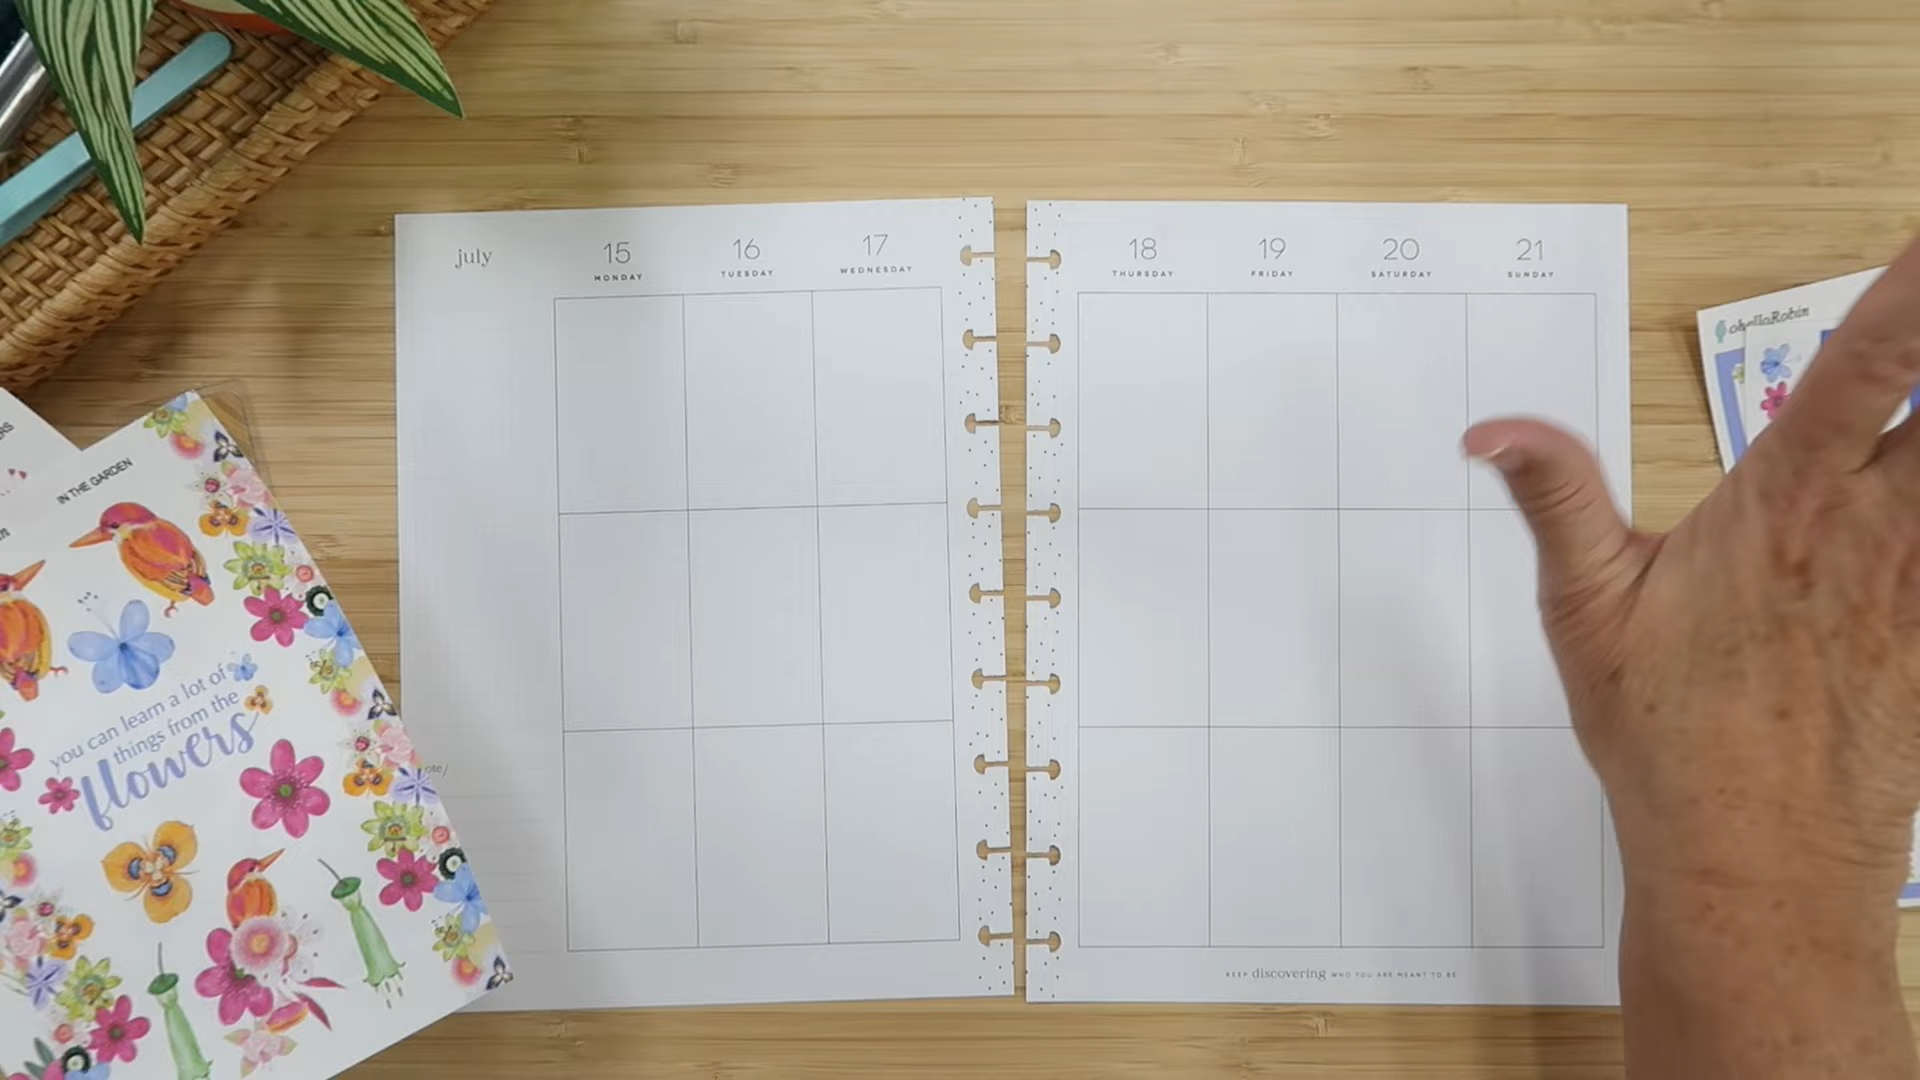 july
15
MONDAY
16
TUESDAY
17
WEDNESDAY
18
THURSDAY
19
FRIDAY
20
SATURDAY
21
SUNDAY
KEEP discovering WHO YOU ARE MEANT TO BE
IN THE GARDEN
you can learn a lot of
things from the
flowers
ohelloRobin